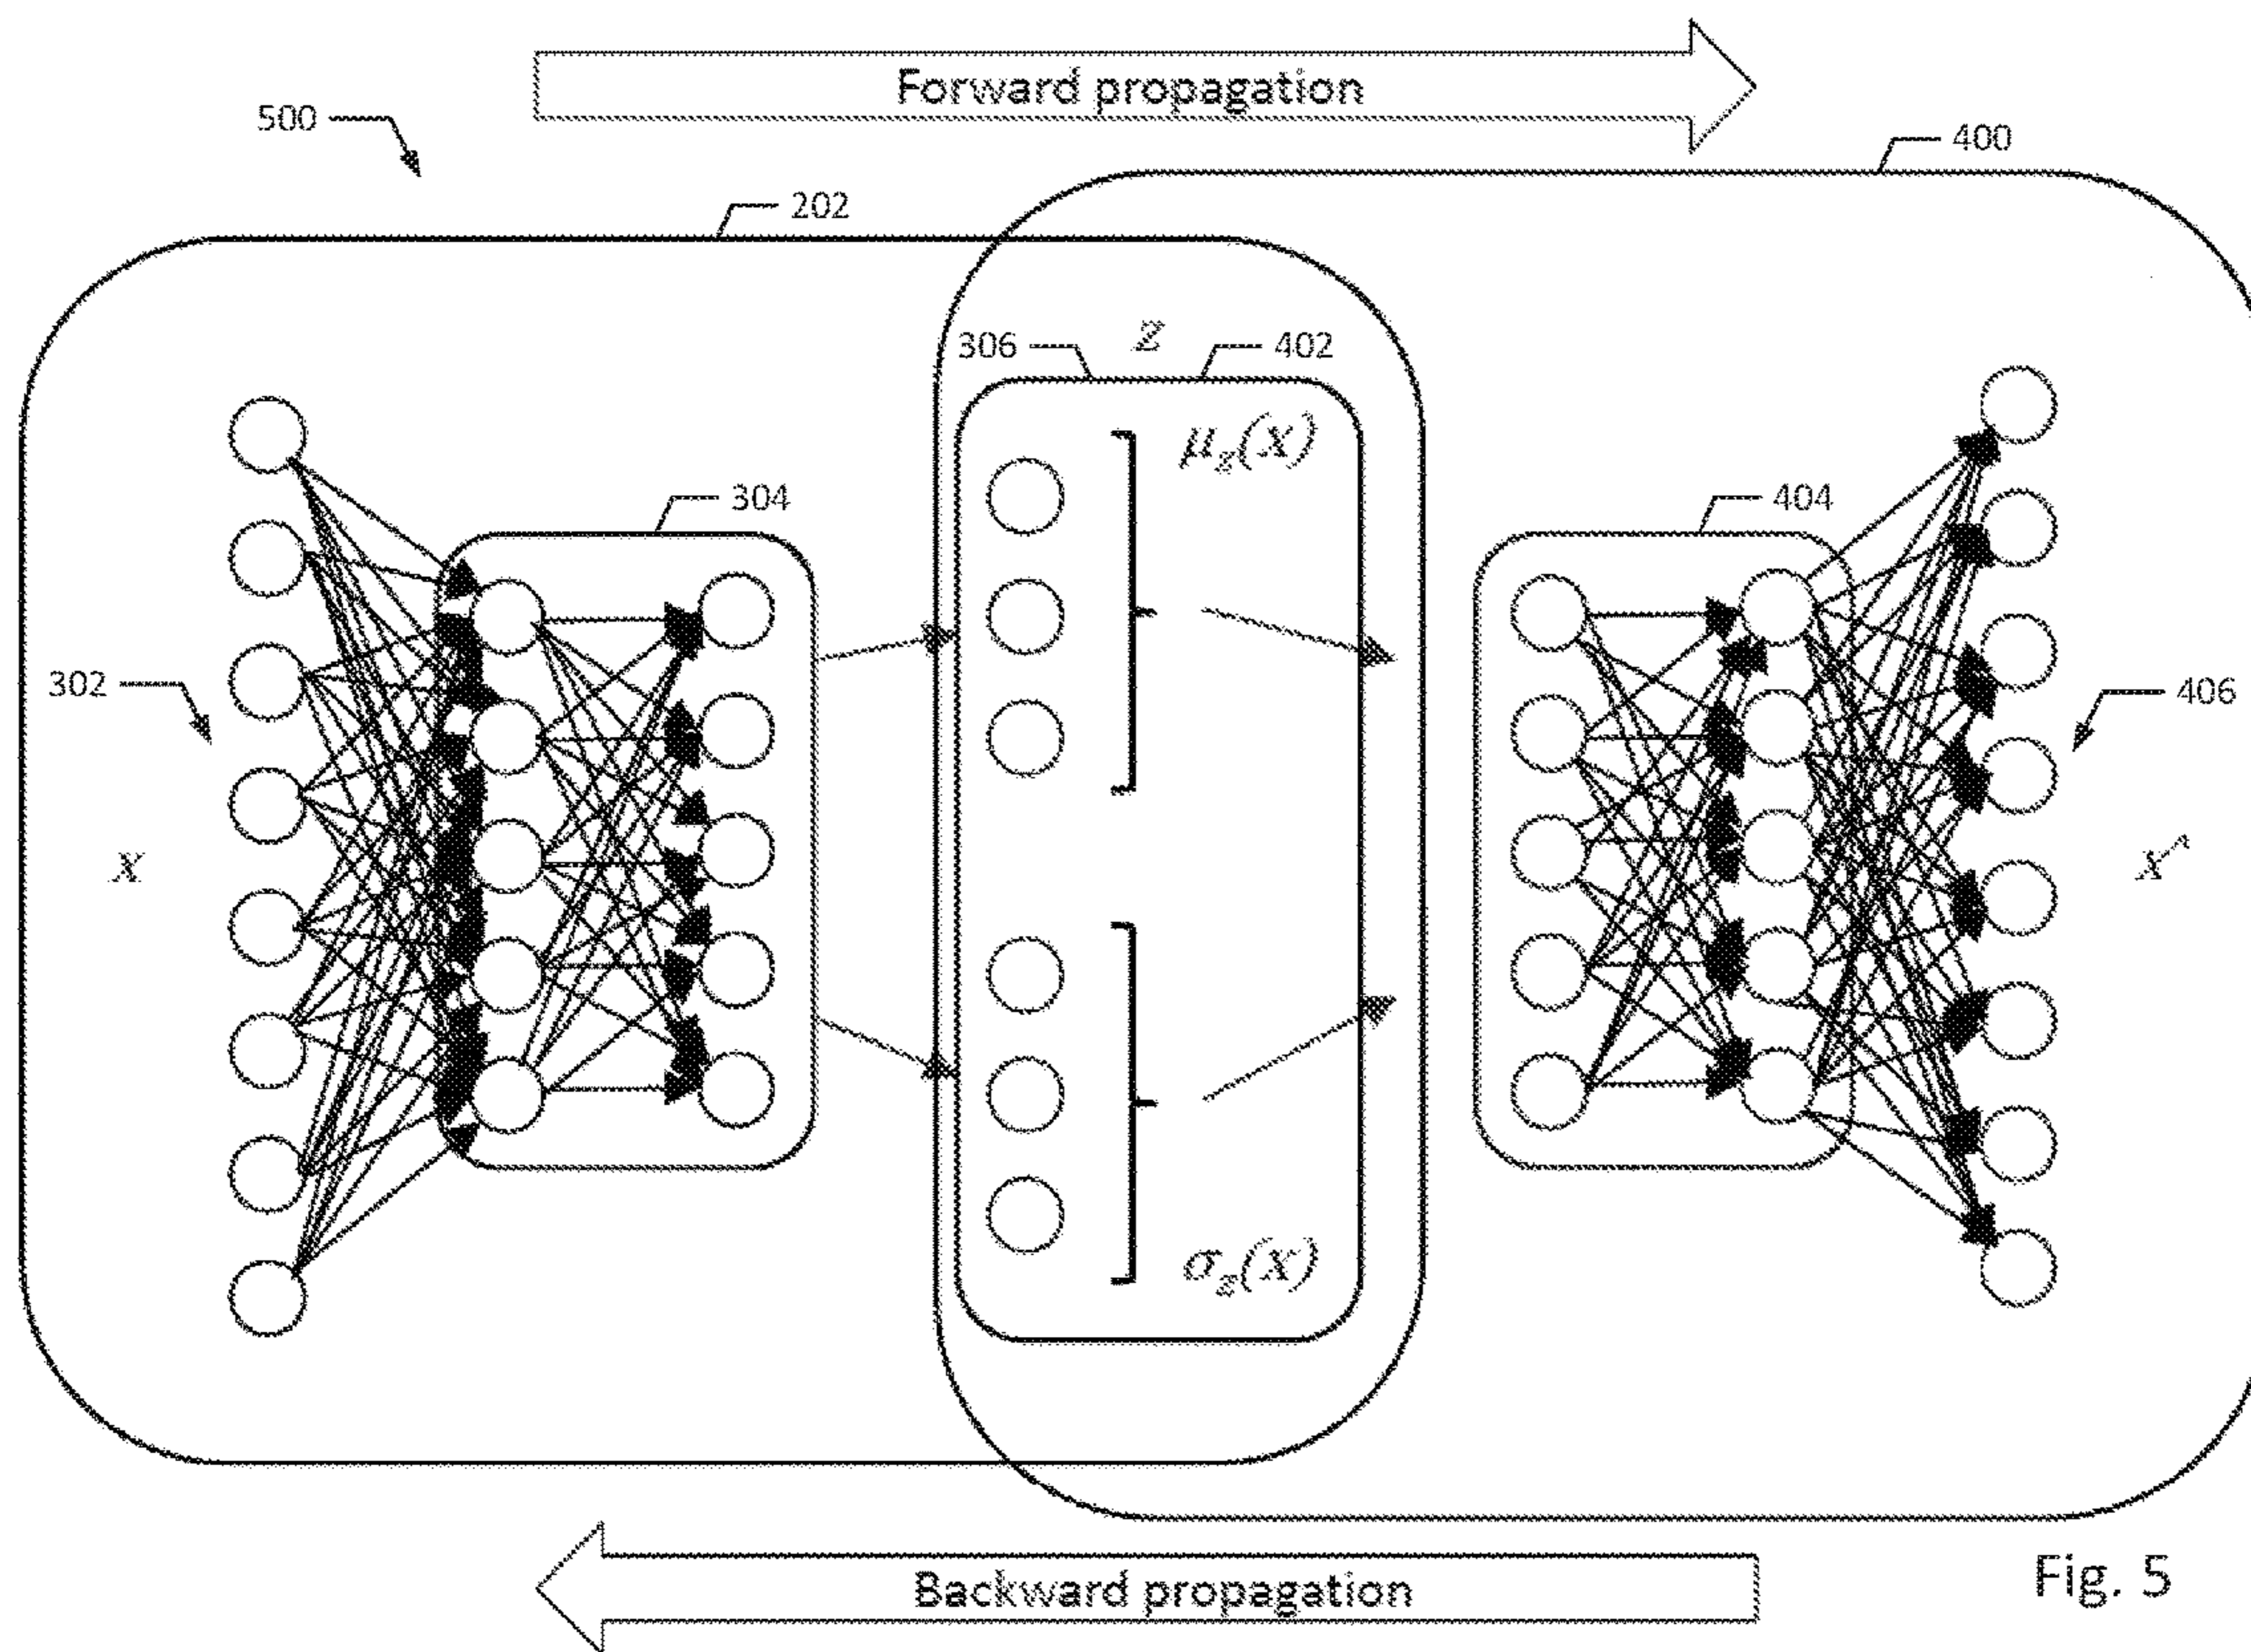 Forward propagation
500
400
202
Z
306
402
μz(x)
304
404
302
406
x
x^
σz(x)
Backward propagation
Fig. 5